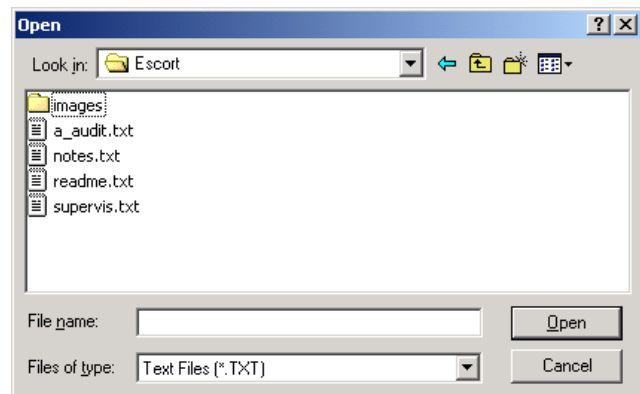 Open
Look in: Escort
images
a_audit.txt
notes.txt
readme.txt
supervis.txt
File name: Open
Files of type: Text Files (*.TXT) Cancel